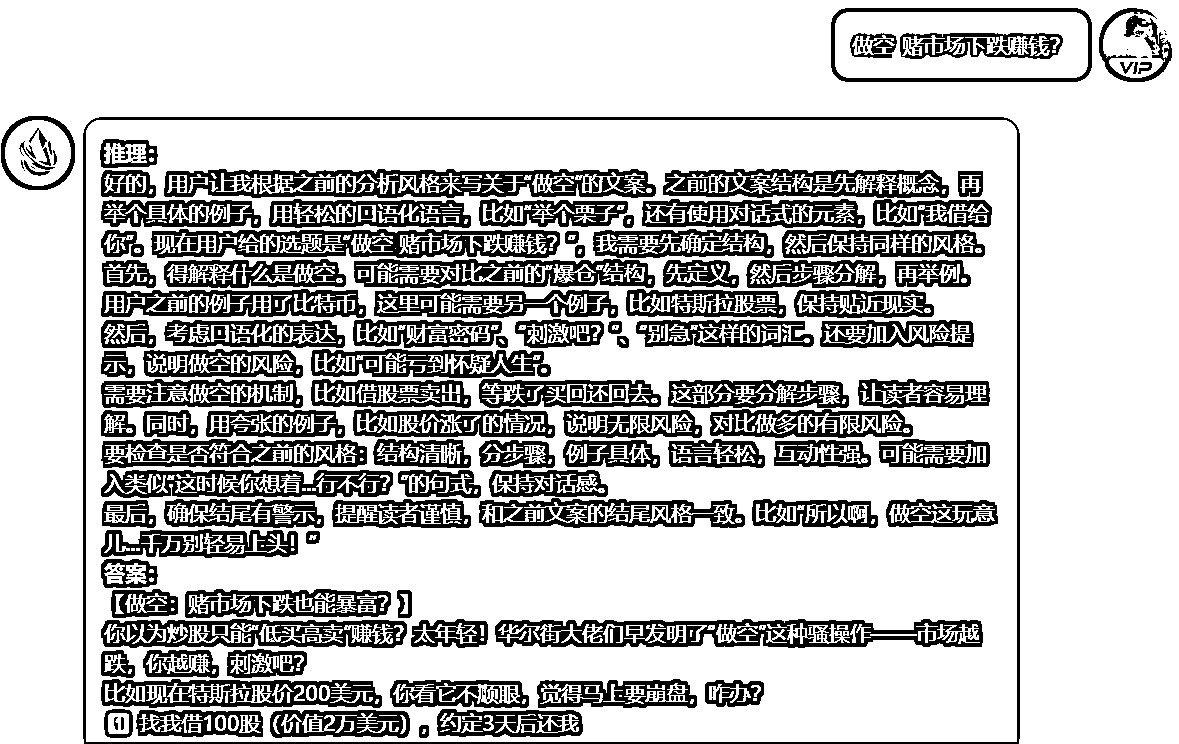 做空 赌市场下跌赚钱？
VIP
推理：
好的，用户让我根据之前的分析风格来写关于“做空”的文案。之前的文案结构是先解释概念，再
举个具体的例子，用轻松的口语化语言，比如“举个栗子”，还有使用对话式的元素，比如“我借给
你”。现在用户给的选题是“做空 赌市场下跌赚钱？”，我需要先确定结构，然后保持同样的风格。
首先，得解释什么是做空。可能需要对比之前的“爆仓”结构，先定义，然后步骤分解，再举例。
用户之前的例子用了比特币，这里可能需要另一个例子，比如特斯拉股票，保持贴近现实。
然后，考虑口语化的表达，比如“财富密码”、“刺激吧？”、“别急”这样的词汇。还要加入风险提
示，说明做空的风险，比如“可能亏到怀疑人生”。
需要注意做空的机制，比如借股票卖出，等跌了买回还回去。这部分要分解步骤，让读者容易理
解。同时，用夸张的例子，比如股价涨了的情况，说明无限风险，对比做多的有限风险。
要检查是否符合之前的风格：结构清晰，分步骤，例子具体，语言轻松，互动性强。可能需要加
入类似“这时候你想着...行不行？”的句式，保持对话感。
最后，确保结尾有警示，提醒读者谨慎，和之前文案的结尾风格一致。比如“所以啊，做空这玩意
儿...千万别轻易上头！”
答案：
【做空：赌市场下跌也能暴富？】
你以为炒股只能“低买高卖”赚钱？太年轻！华尔街大佬们早发明了“做空”这种骚操作——市场越
跌，你越赚，刺激吧？
比如现在特斯拉股价200美元，你看它不顺眼，觉得马上要崩盘，咋办？
1 找我借100股（价值2万美元），约定3天后还我